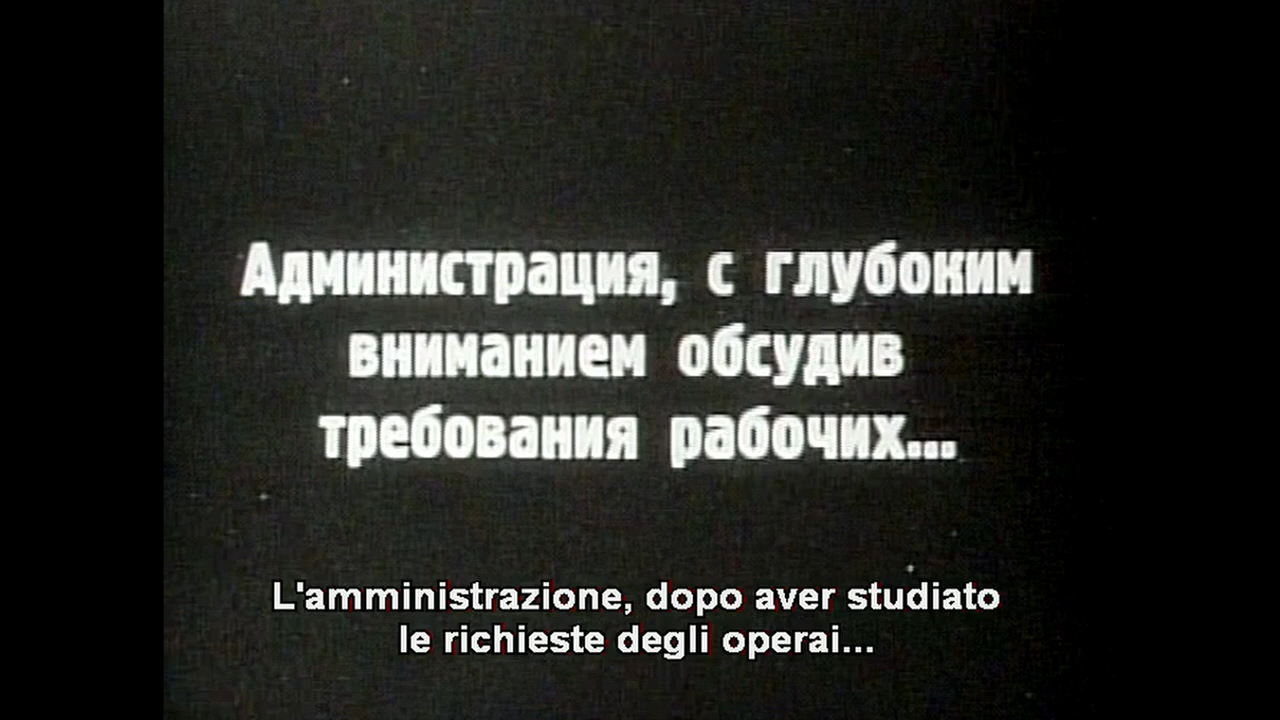 Администрация, с глубоким
вниманием обсудив
требования рабочих...
L'amministrazione, dopo aver studiato
le richieste degli operai...